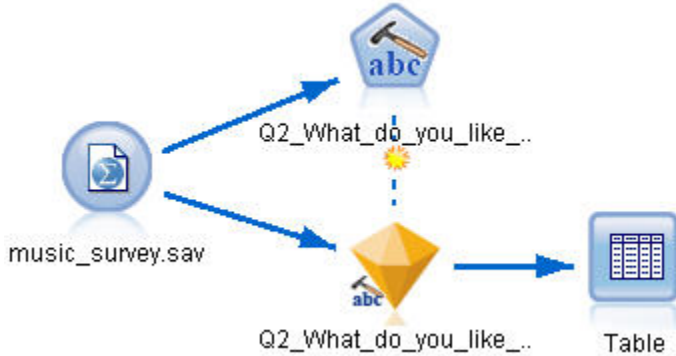 abc
Q2_What_do_you_like_..
music_survey.sav
abc
Q2_What_do_you_like_..
Table